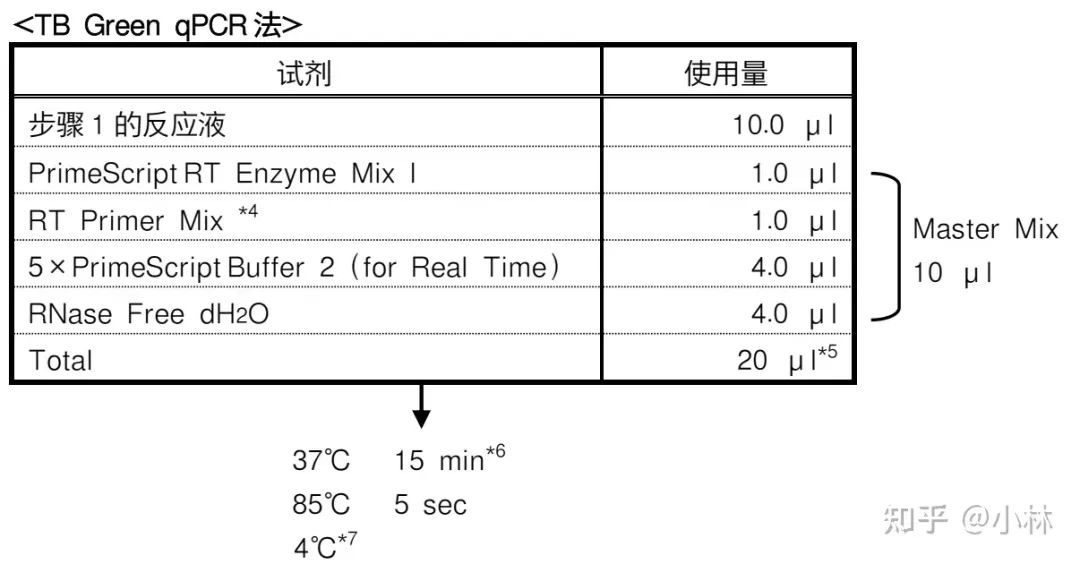 <TB Green qPCR法>
试剂 使用量
步骤1的反应液 10.0 μl
PrimeScript RT Enzyme Mix I 1.0 μl
RT Primer Mix *4 1.0 μl
5×PrimeScript Buffer 2 (for Real Time) 4.0 μl
RNase Free dH2O 4.0 μl
Total 20 μl*5
Master Mix
10 μl
37℃ 15 min*6
85℃ 5 sec
4℃*7
知乎 @小林